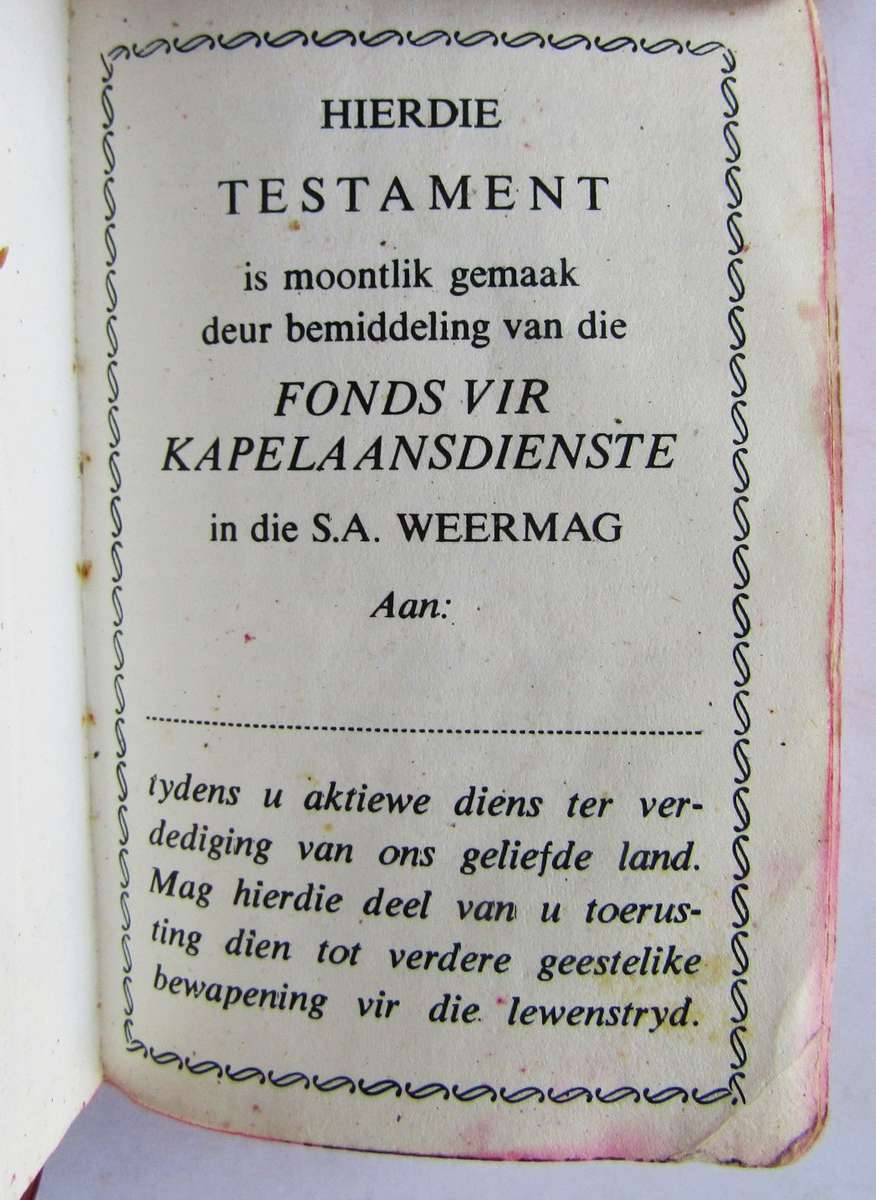 HIERDIE
TESTAMENT
is moontlik gemaak
deur bemiddeling van die
FONDS VIR
KAPELAANSDIENSTE
in die S.A. WEERMAG
Aan:
tydens u aktiewe diens ter ver-
dediging van ons geliefde land.
Mag hierdie deel van u toerus-
ting dien tot verdere geestelike
bewapening vir die lewenstryd.